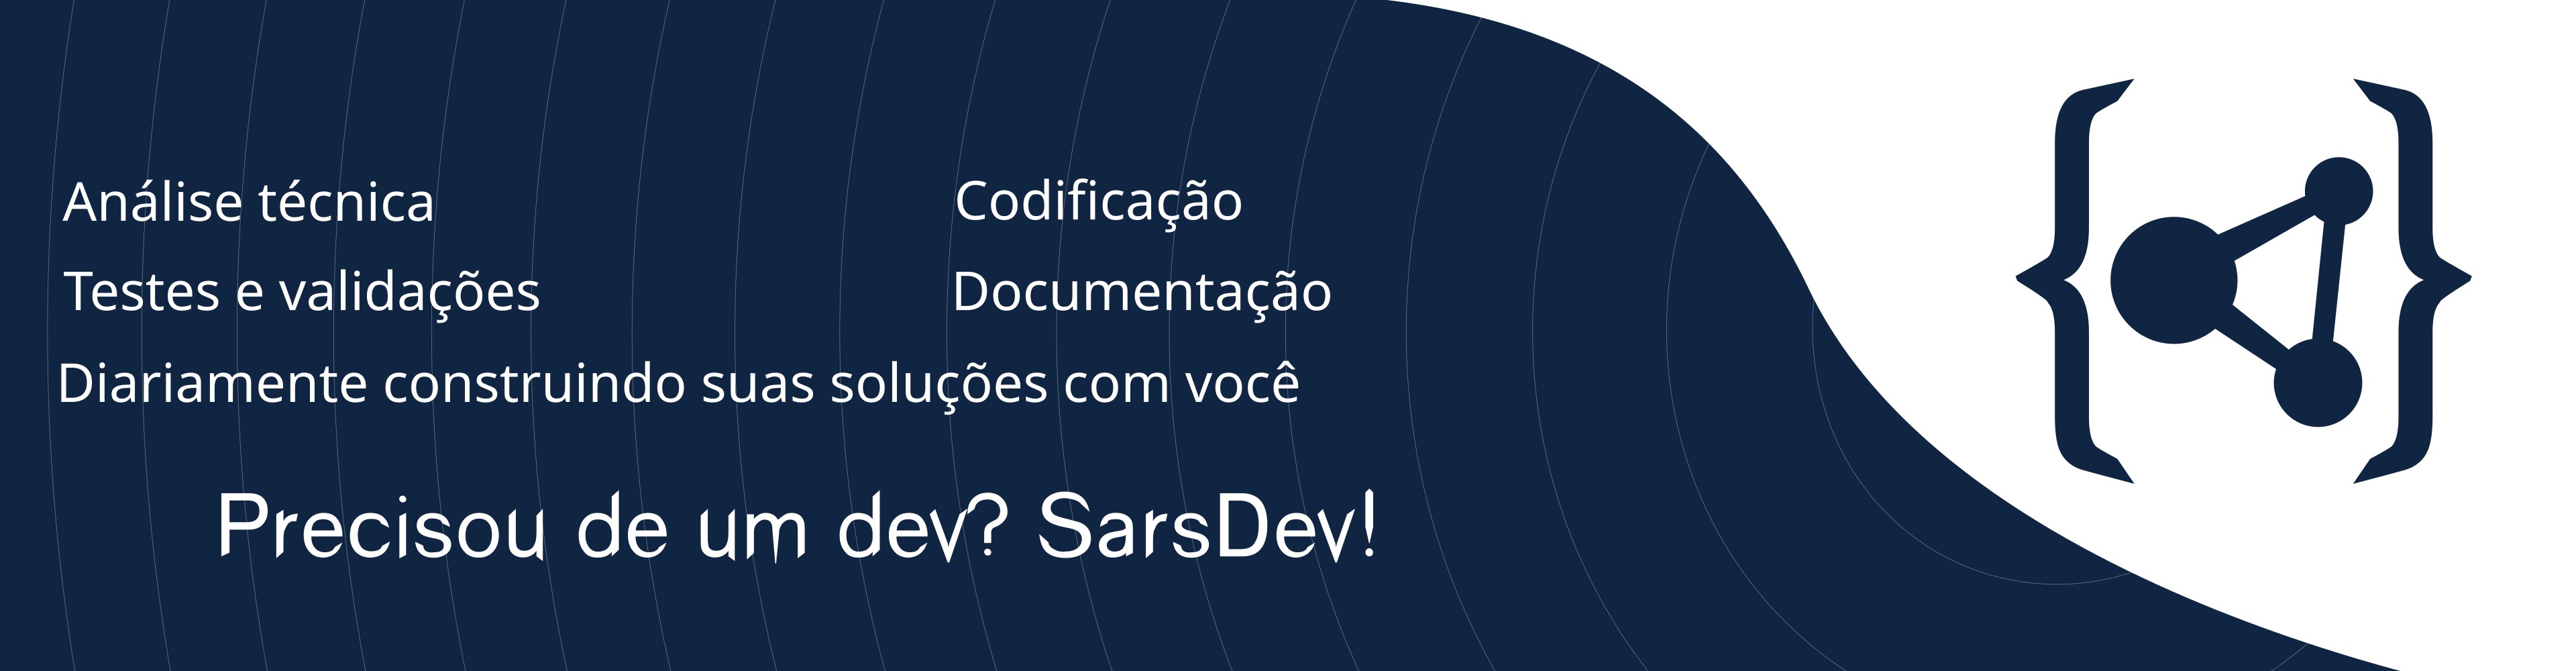 Análise técnica
Codificação
Testes e validações
Documentação
Diariamente construindo suas soluções com você
Precisou de um dev? SarsDev!